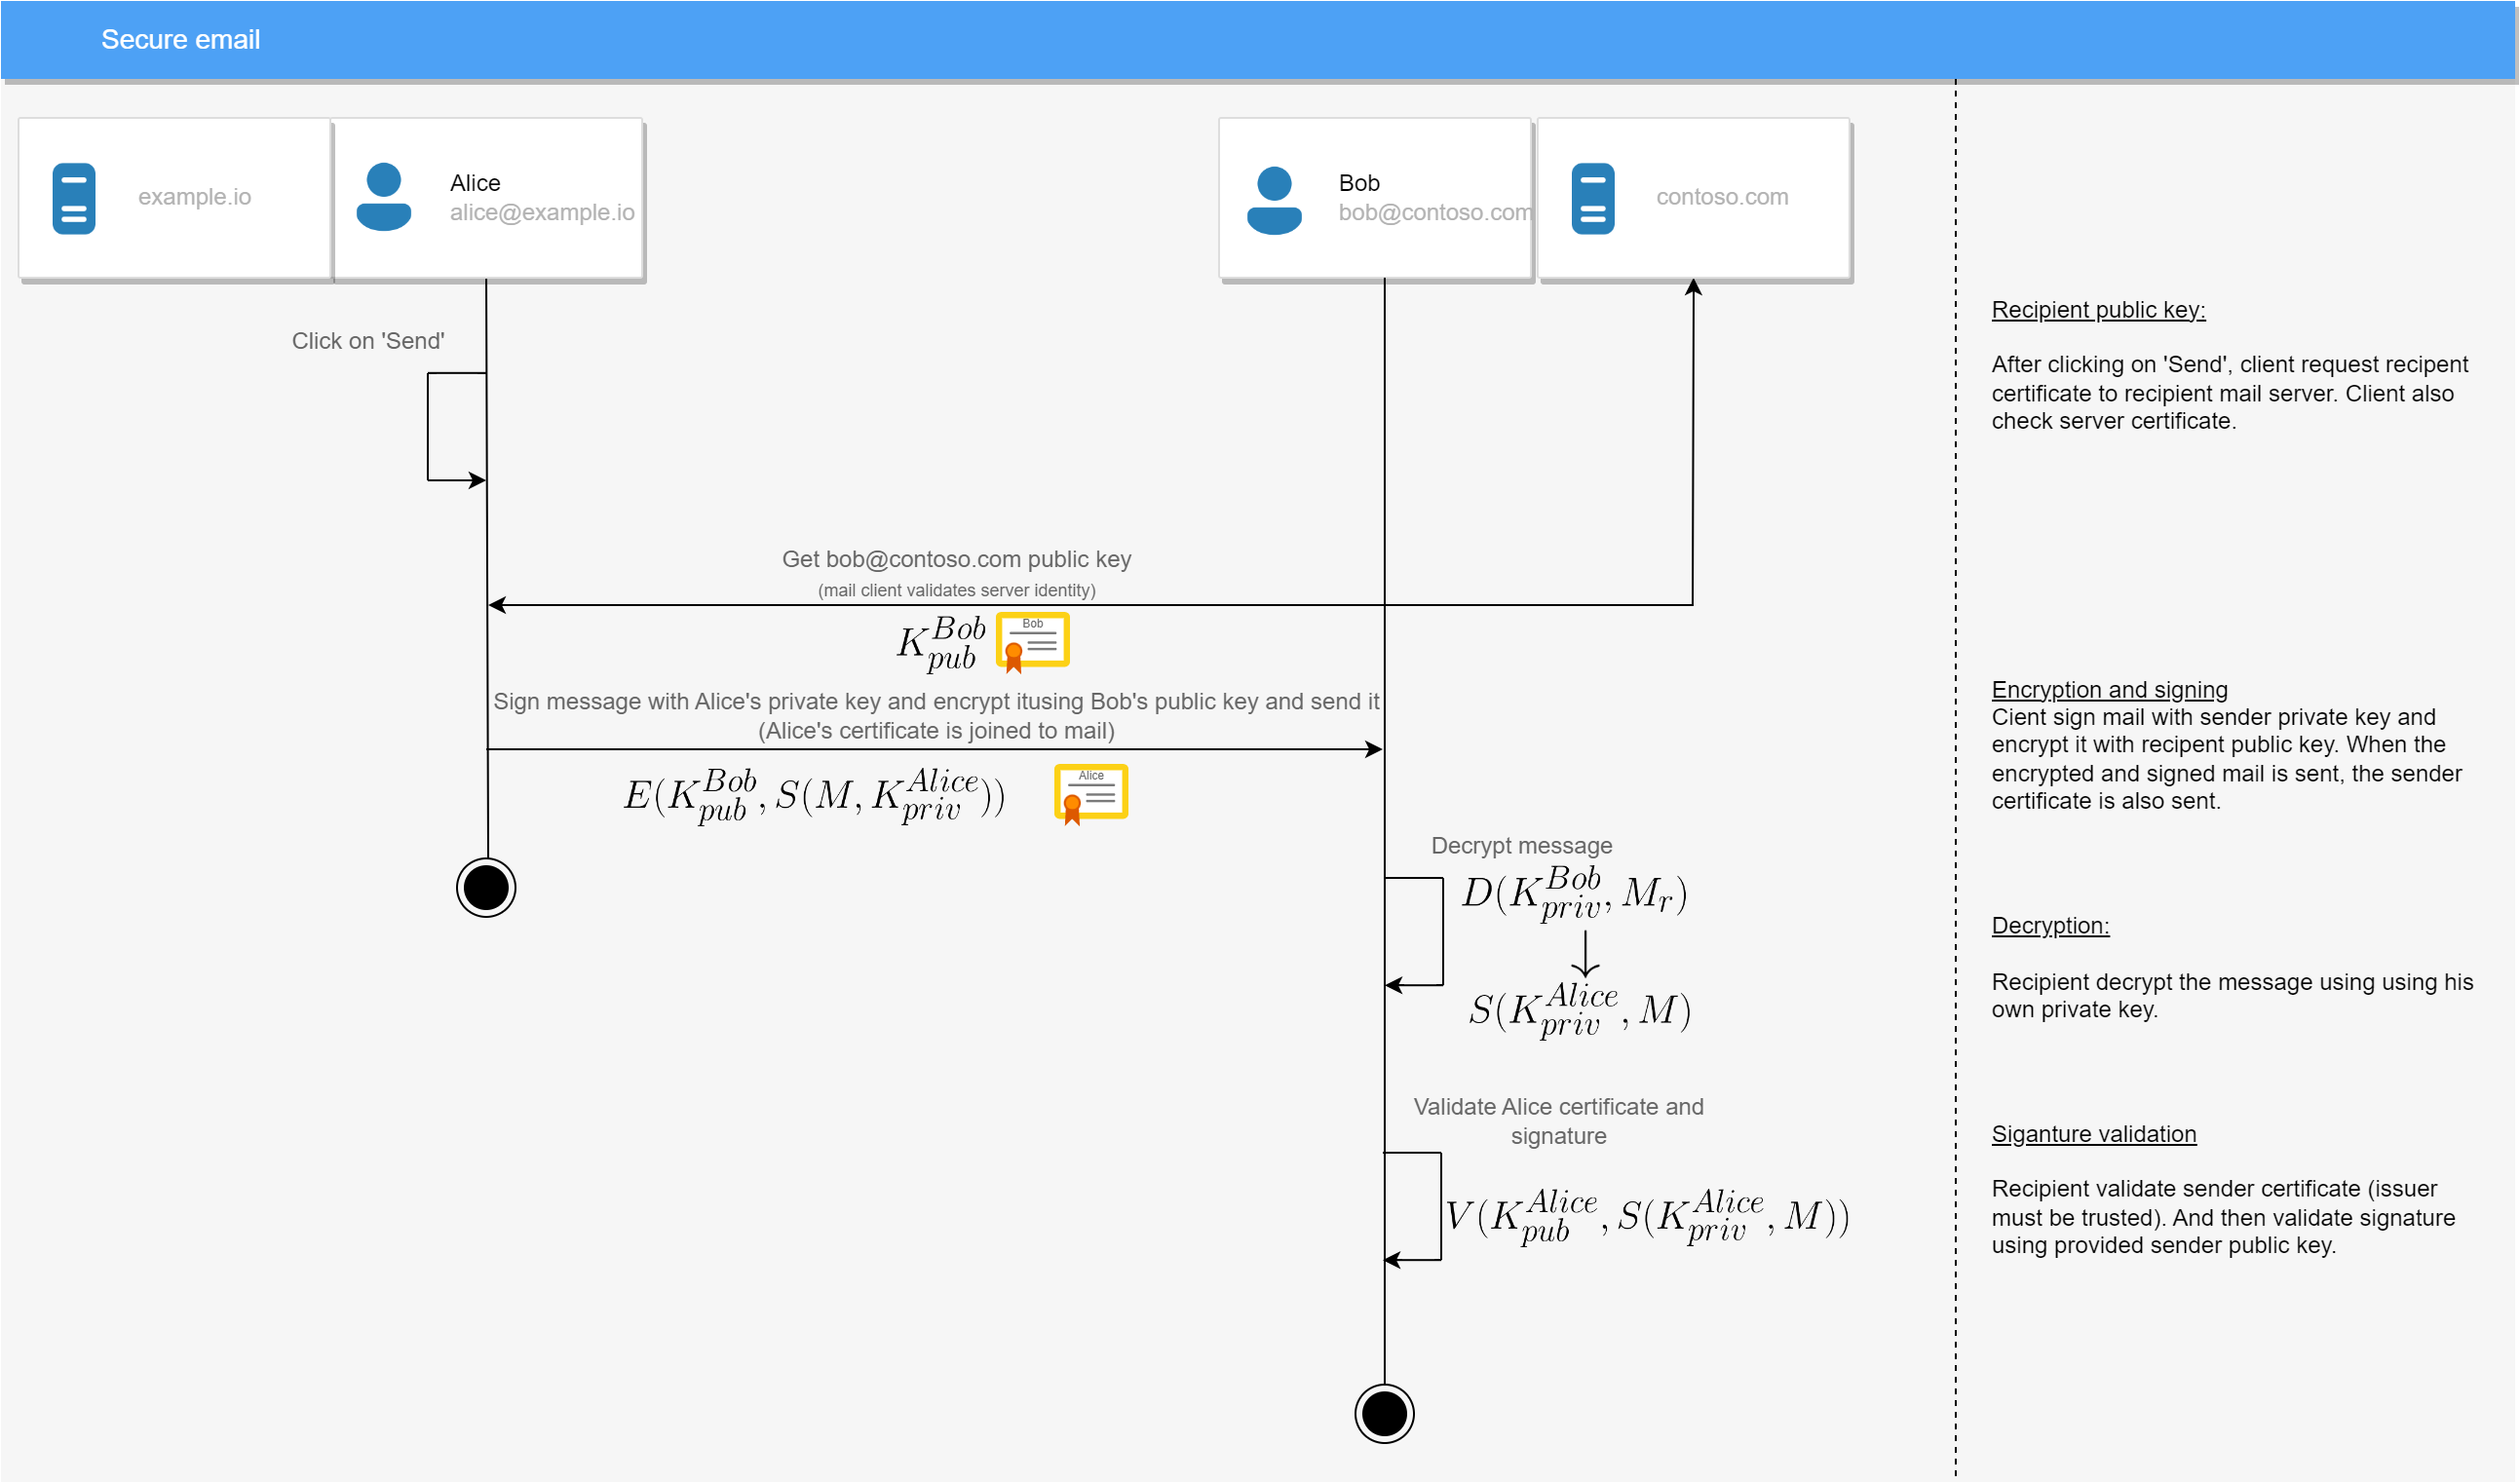 Secure email
example.io
Alice
alice@example.io
Bob
bob@contoso.com
contoso.com
Click on 'Send'
Recipient public key:
After clicking on 'Send', client request recipent
certificate to recipient mail server. Client also
check server certificate.
Get bob@contoso.com public key
(mail client validates server identity)
K_{pub}^{Bob}
Bob
Sign message with Alice's private key and encrypt itusing Bob's public key and send it
(Alice's certificate is joined to mail)
E(K_{pub}^{Bob}, S(M, K_{priv}^{Alice}))
Alice
Encryption and signing
Cient sign mail with sender private key and
encrypt it with recipent public key. When the
encrypted and signed mail is sent, the sender
certificate is also sent.
Decrypt message
D(K_{priv}^{Bob}, M_r)
↓
S(K_{priv}^{Alice}, M)
Decryption:
Recipient decrypt the message using using his
own private key.
Validate Alice certificate and
signature
V(K_{pub}^{Alice}, S(K_{priv}^{Alice}, M))
Siganture validation
Recipient validate sender certificate (issuer
must be trusted). And then validate signature
using provided sender public key.